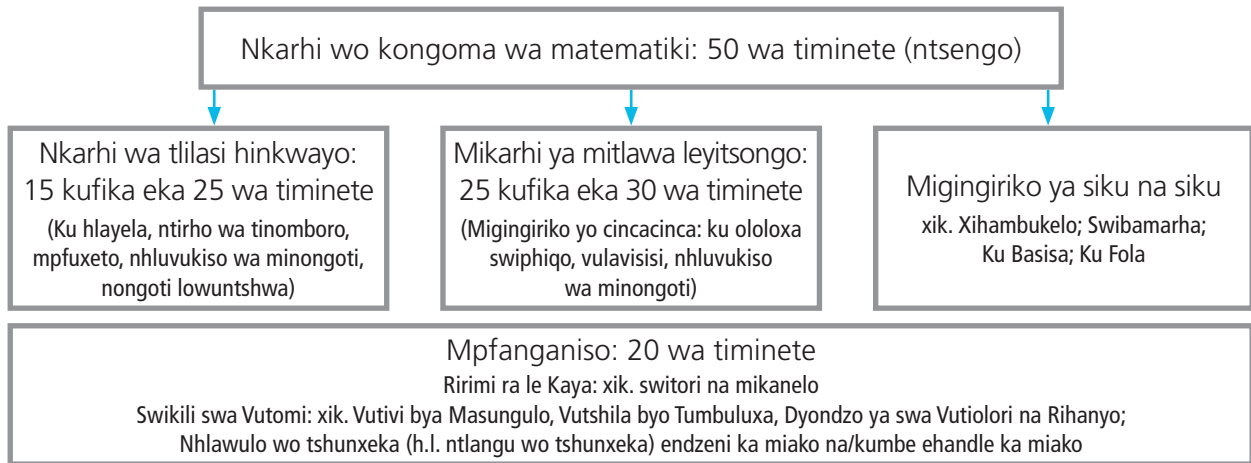 Nkarhi wo kongoma wa matematiki: 50 wa timinete (ntsengo)
Nkarhi wa tlilasi hinkwayo:
15 kufika eka 25 wa timinete
(Ku hlayela, ntirho wa tinomboro,
mpfuxeto, nhluvukiso wa minongoti,
nongoti lowuntshwa)
Mikarhi ya mitlawa leyitsongo:
25 kufika eka 30 wa timinete
(Migingiriko yo cincacinca: ku ololoxa
swiphiqo, vulavisisi, nhluvukiso
wa minongoti)
Migingiriko ya siku na siku
xik. Xihambukelo; Swibamarha;
Ku Basisa; Ku Fola
Mpfanganiso: 20 wa timinete
Ririmi ra le Kaya: xik. switori na mikanelo
Swikili swa Vutomi: xik. Vutivi bya Masungulo, Vutshila byo Tumbuluxa, Dyondzo ya swa Vutiolori na Rihanyo;
Nhlawulo wo tshunxeka (h.l. ntlangu wo tshunxeka) endzeni ka miako na/kumbe ehandle ka miako